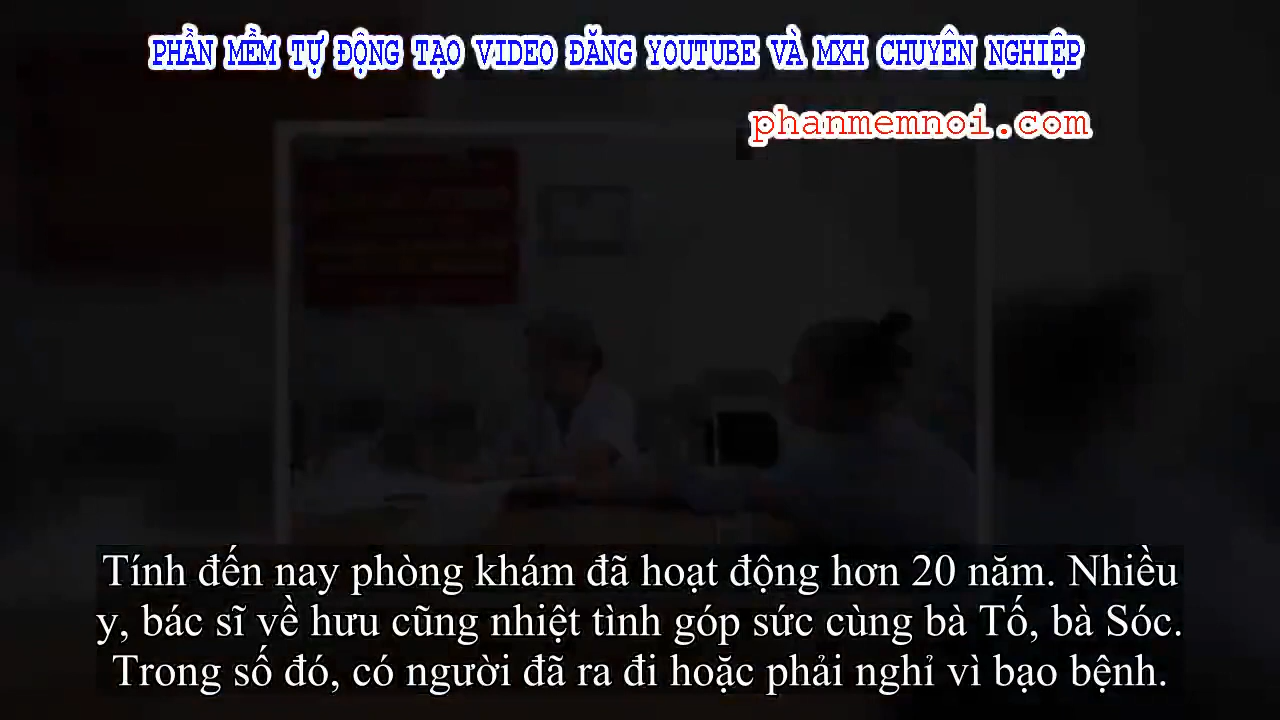 PHẦN MỀM TỰ ĐỘNG TẠO VIDEO ĐĂNG YOUTUBE VÀ MXH CHUYÊN NGHIỆP
phanmemnoi.com
Tính đến nay phòng khám đã hoạt động hơn 20 năm. Nhiều
y, bác sĩ về hưu cũng nhiệt tình góp sức cùng bà Tố, bà Sóc.
Trong số đó, có người đã ra đi hoặc phải nghỉ vì bạo bệnh.